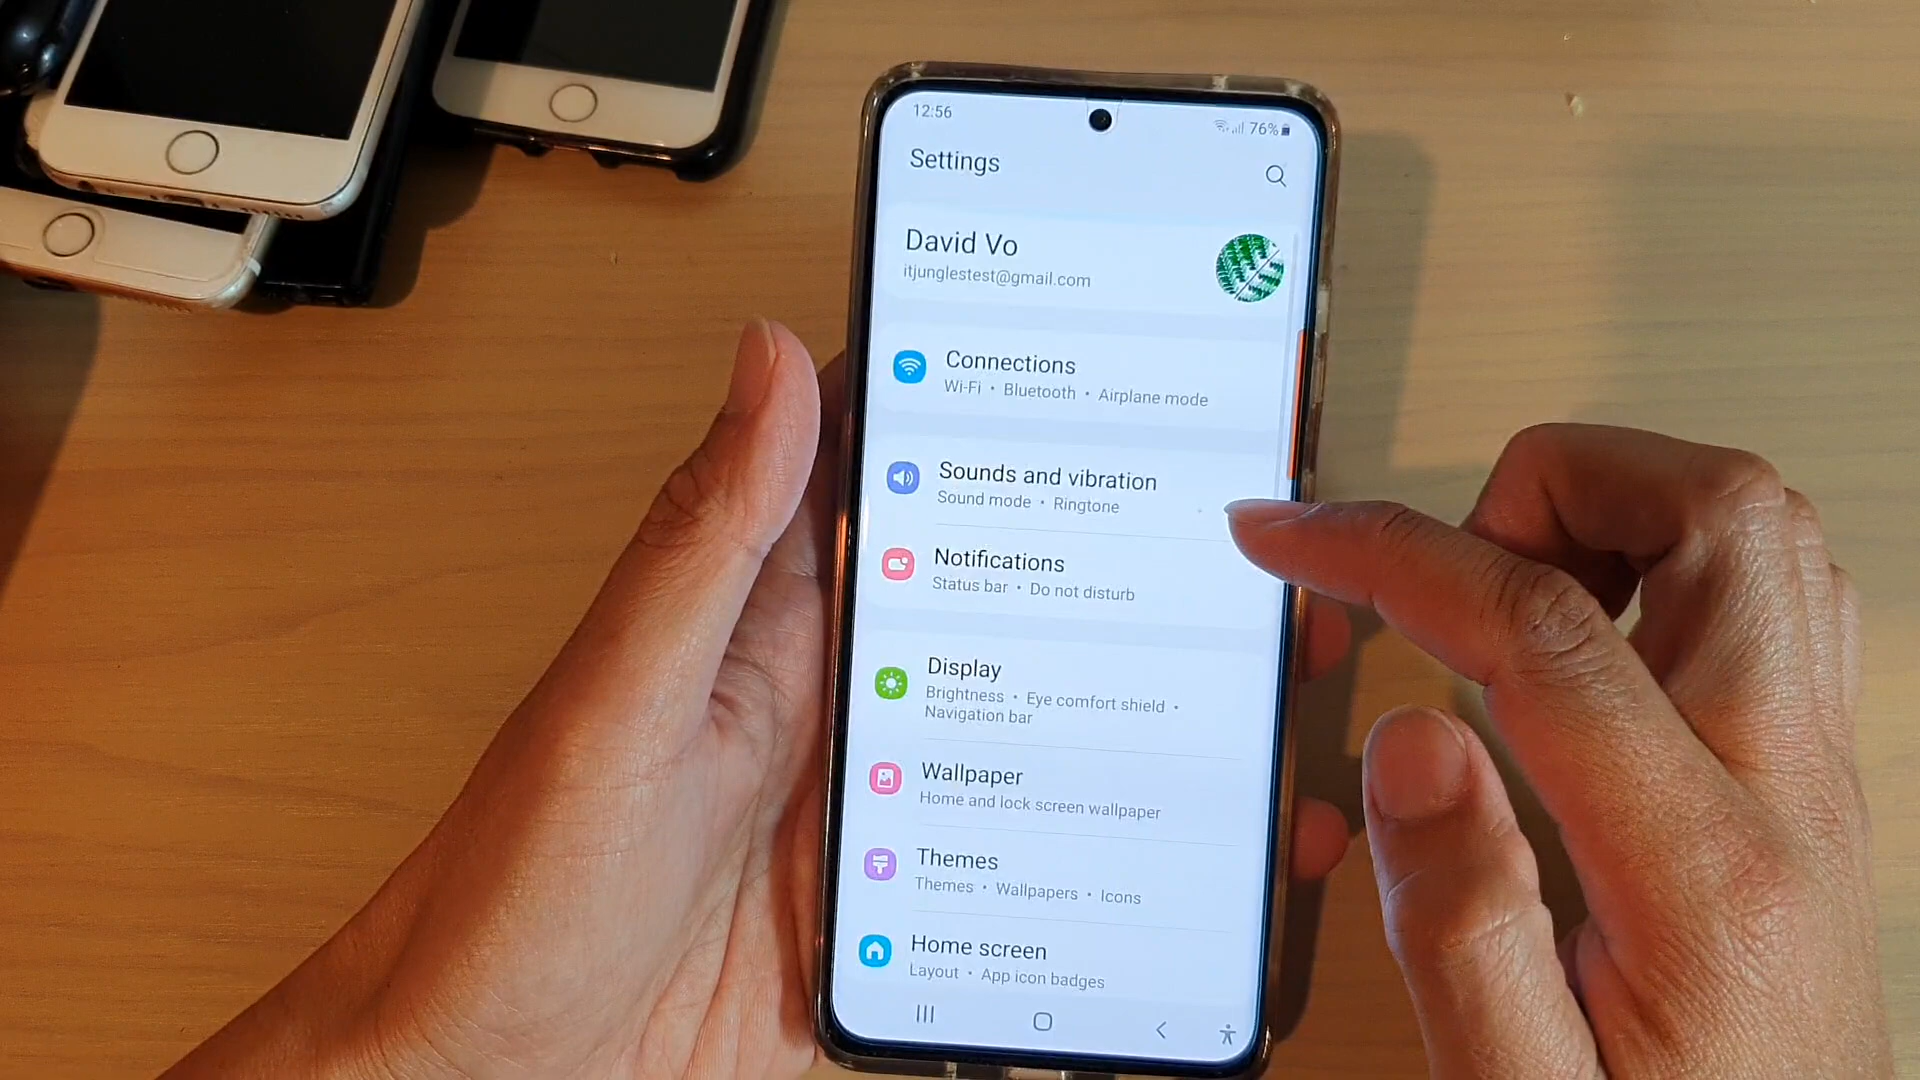 12:56
76%
Settings
David Vo
itjunglestest@gmail.com
Connections
Wi-Fi • Bluetooth • Airplane mode
Sounds and vibration
Sound mode • Ringtone
Notifications
Status bar • Do not disturb
Display
Brightness • Eye comfort shield •
Navigation bar
Wallpaper
Home and lock screen wallpaper
Themes
Themes • Wallpapers • Icons
Home screen
Layout • App icon badges